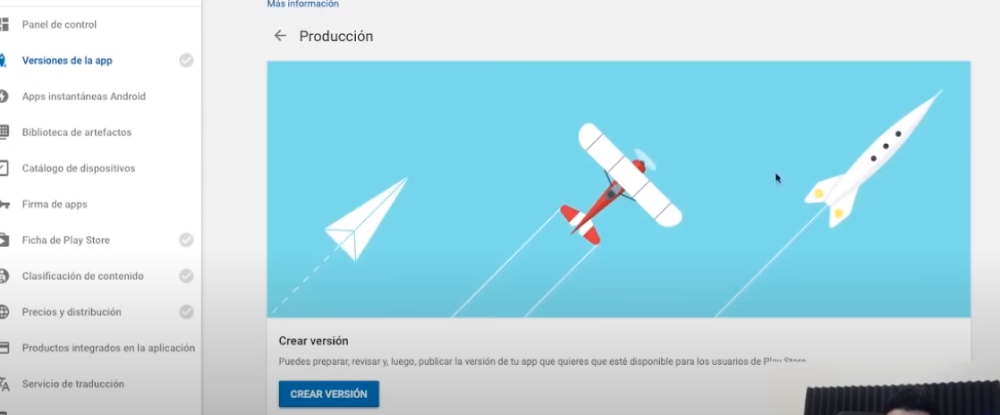 Más información
Producción
Panel de control
Versiones de la app
Apps instantáneas Android
Biblioteca de artefactos
Catálogo de dispositivos
Firma de apps
Ficha de Play Store
Clasificación de contenido
Precios y distribución
Productos integrados en la aplicación
Servicio de traducción
Crear versión
Puedes preparar, revisar y, luego, publicar la versión de tu app que quieres que esté disponible para los usuarios de Play Store
CREAR VERSIÓN